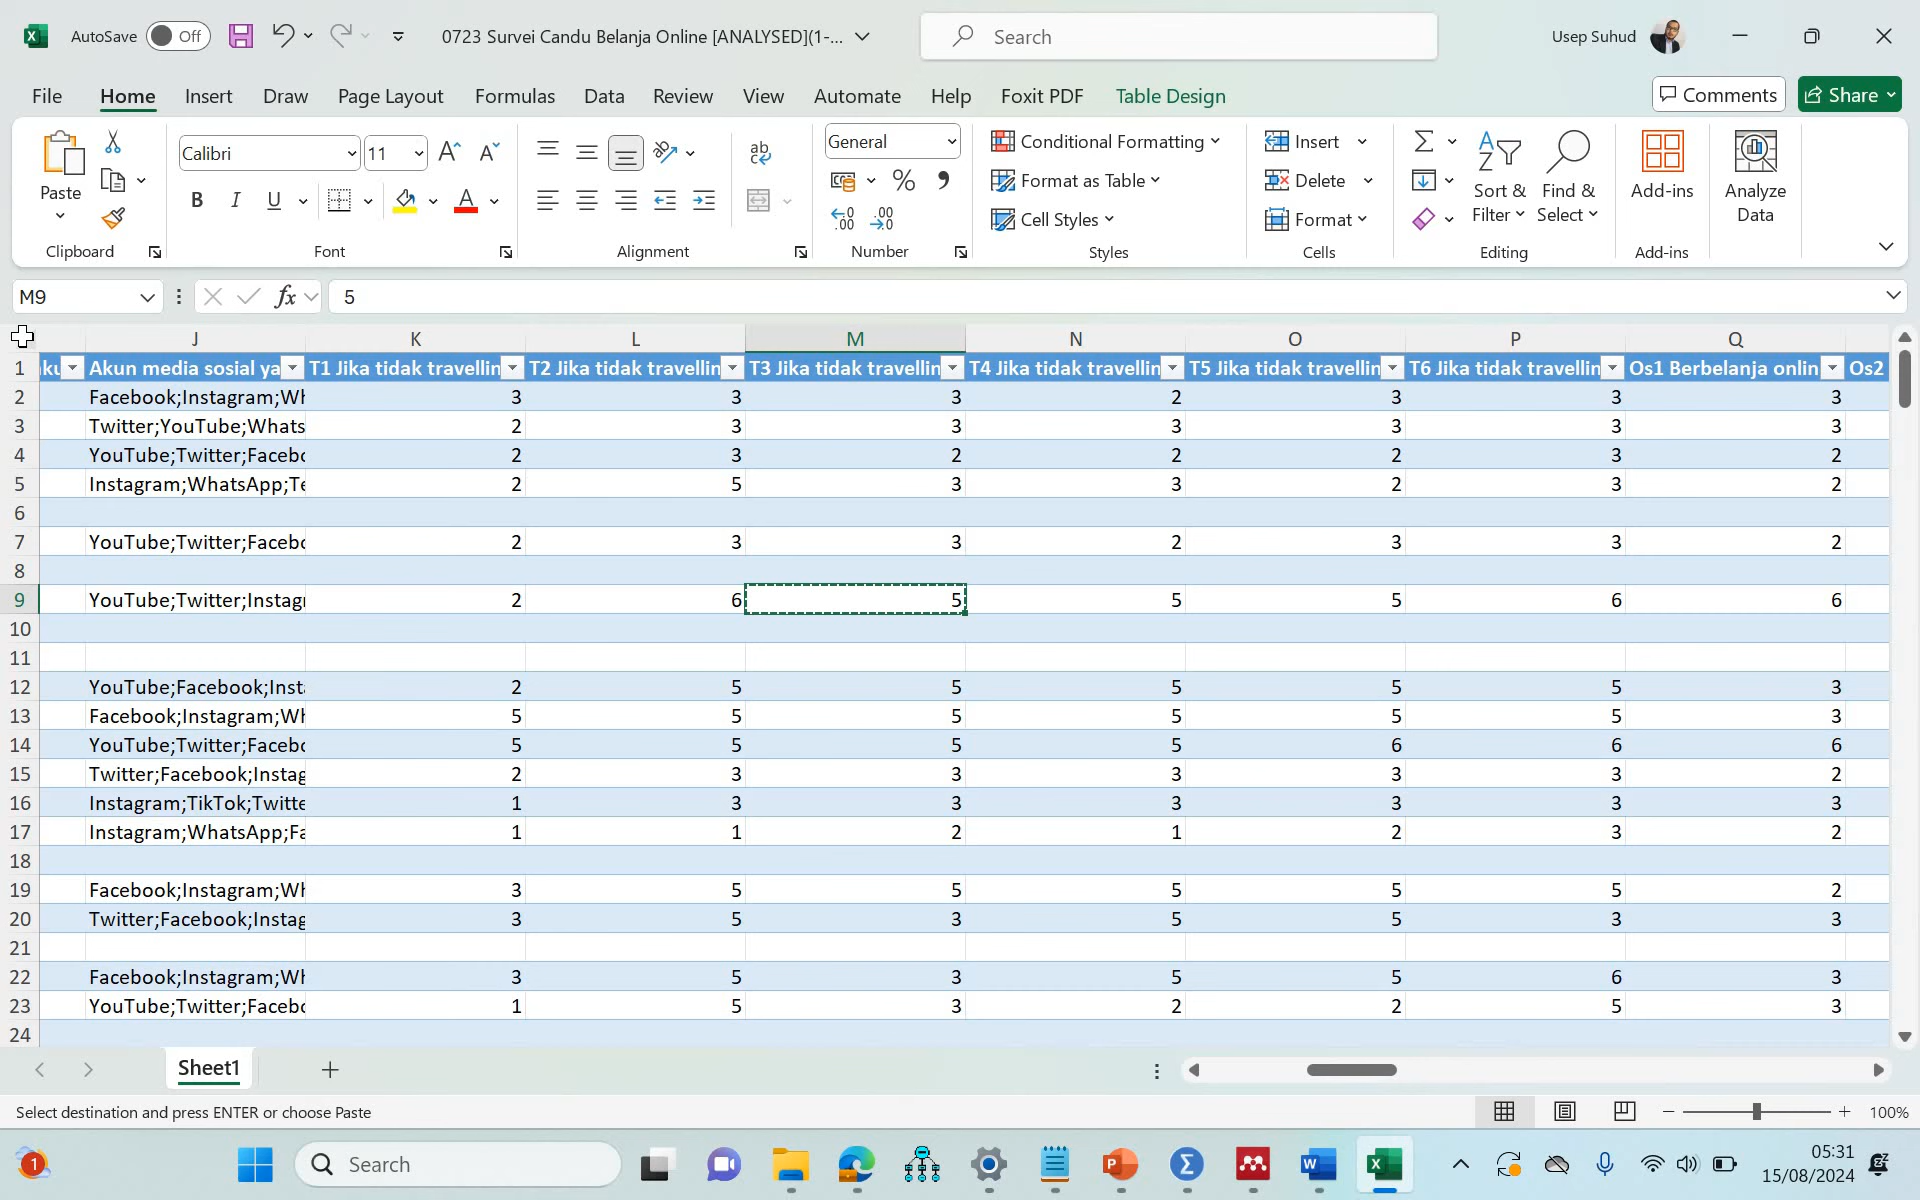 AutoSave Off 0723 Survei Candu Belanja Online [ANALYSED](1-... Search Usep Suhud
File Home Insert Draw Page Layout Formulas Data Review View Automate Help Foxit PDF Table Design Comments Share
Paste Calibri 11 General Conditional Formatting Format as Table Cell Styles Insert Delete Format Sort & Filter Find & Select Add-ins Analyze Data
Clipboard Font Alignment Number Styles Cells Editing Add-ins
M9 fx 5
J K L M N O P Q
1 Akun media sosial ya T1 Jika tidak travellin T2 Jika tidak travellin T3 Jika tidak travellin T4 Jika tidak travellin T5 Jika tidak travellin T6 Jika tidak travellin Os1 Berbelanja onlin Os2
2 Facebook;Instagram;Wh 3 3 3 2 3 3 3
3 Twitter;YouTube;Whats 2 3 3 3 3 3 3
4 YouTube;Twitter;Facebo 2 3 2 2 2 3 2
5 Instagram;WhatsApp;Te 2 5 3 3 2 3 2
6
7 YouTube;Twitter;Facebo 2 3 3 2 3 3 2
8
9 YouTube;Twitter;Instagr 2 6 5 5 5 6 6
10
11
12 YouTube;Facebook;Inst 2 5 5 5 5 5 3
13 Facebook;Instagram;Wh 5 5 5 5 5 5 3
14 YouTube;Twitter;Facebo 5 5 5 5 6 6 6
15 Twitter;Facebook;Instag 2 3 3 3 3 3 2
16 Instagram;TikTok;Twitte 1 3 3 3 3 3 3
17 Instagram;WhatsApp;Fa 1 1 2 1 2 3 2
18
19 Facebook;Instagram;Wh 3 5 5 5 5 5 2
20 Twitter;Facebook;Instag 3 5 3 5 5 3 3
21
22 Facebook;Instagram;Wh 3 5 3 5 5 6 3
23 YouTube;Twitter;Facebo 1 5 3 2 2 5 3
24
Sheet1
Select destination and press ENTER or choose Paste 100%
1 Search 05:31
15/08/2024